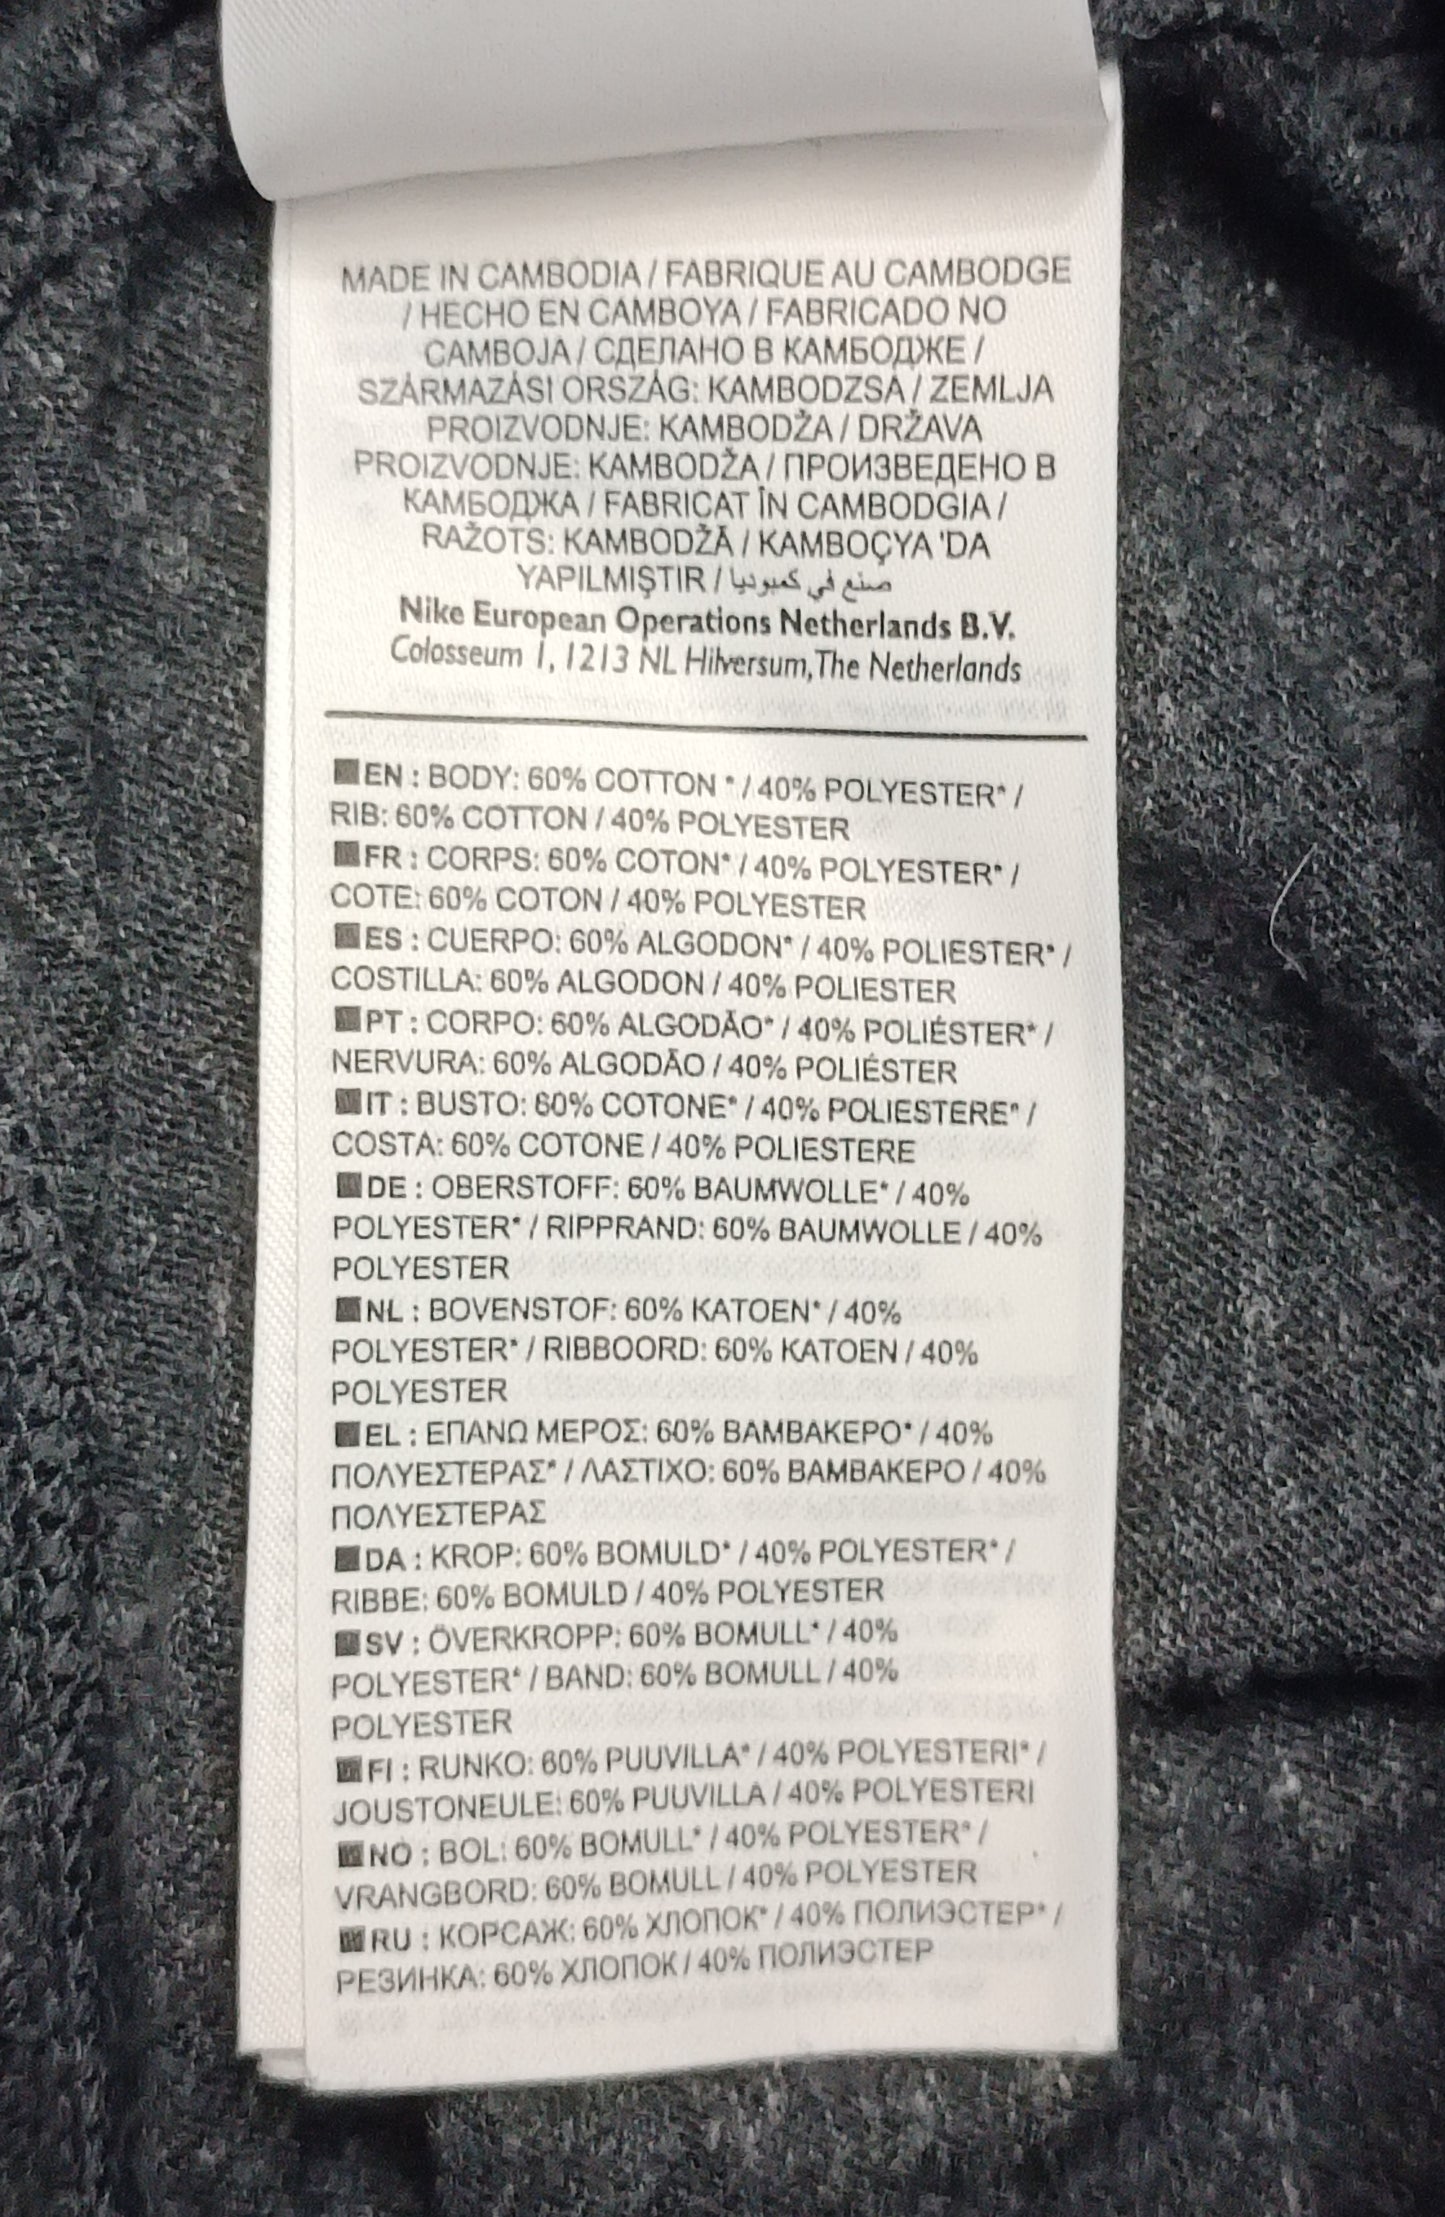 MADE IN CAMBODIA / FABRIQUE AU CAMBODGE
/ HECHO EN CAMBOYA / FABRICADO NO
CAMBOJA / СДЕЛАНО В КАМБОДЖЕ /
SZÁRMAZÁSI ORSZÁG: KAMBODZSA / ZEMLJA
PROIZVODNJE: KAMBODŽA / DRŽAVA
PROIZVODNJE: KAMBODŽA / ПРОИЗВЕДЕНО В
КАМБОДЖА / FABRICAT ÎN CAMBODGIA /
RAŽOTS: KAMBODŽĀ / KAMBOÇYA 'DA
YAPILMIŞTIR / صنع في كمبوديا
Nike European Operations Netherlands B.V.
Colosseum 1, 1213 NL Hilversum, The Netherlands
EN : BODY: 60% COTTON * / 40% POLYESTER* /
RIB: 60% COTTON / 40% POLYESTER
FR : CORPS: 60% COTON* / 40% POLYESTER* /
COTE: 60% COTON / 40% POLYESTER
ES : CUERPO: 60% ALGODON* / 40% POLIESTER* /
COSTILLA: 60% ALGODON / 40% POLIESTER
PT : CORPO: 60% ALGODÃO* / 40% POLIÉSTER* /
NERVURA: 60% ALGODÃO / 40% POLIÉSTER
IT : BUSTO: 60% COTONE* / 40% POLIESTERE* /
COSTA: 60% COTONE / 40% POLIESTERE
DE : OBERSTOFF: 60% BAUMWOLLE* / 40%
POLYESTER* / RIPPRAND: 60% BAUMWOLLE / 40%
POLYESTER
NL : BOVENSTOF: 60% KATOEN* / 40%
POLYESTER* / RIBBOORD: 60% KATOEN / 40%
POLYESTER
EL : ΕΠΑΝΩ ΜΕΡΟΣ: 60% ΒΑΜΒΑΚΕΡΟ* / 40%
ΠΟΛΥΕΣΤΕΡΑΣ* / ΛΑΣΤΙΧΟ: 60% ΒΑΜΒΑΚΕΡΟ / 40%
ΠΟΛΥΕΣΤΕΡΑΣ
DA : KROP: 60% BOMULD* / 40% POLYESTER* /
RIBBE: 60% BOMULD / 40% POLYESTER
SV : ÖVERKROPP: 60% BOMULL* / 40%
POLYESTER* / BAND: 60% BOMULL / 40%
POLYESTER
FI : RUNKO: 60% PUUVILLA* / 40% POLYESTERI* /
JOUSTONEULE: 60% PUUVILLA / 40% POLYESTERI
NO : BOL: 60% BOMULL* / 40% POLYESTER* /
VRANGBORD: 60% BOMULL / 40% POLYESTER
RU : КОРСАЖ: 60% ХЛОПОК* / 40% ПОЛИЭСТЕР* /
РЕЗИНКА: 60% ХЛОПОК / 40% ПОЛИЭСТЕР